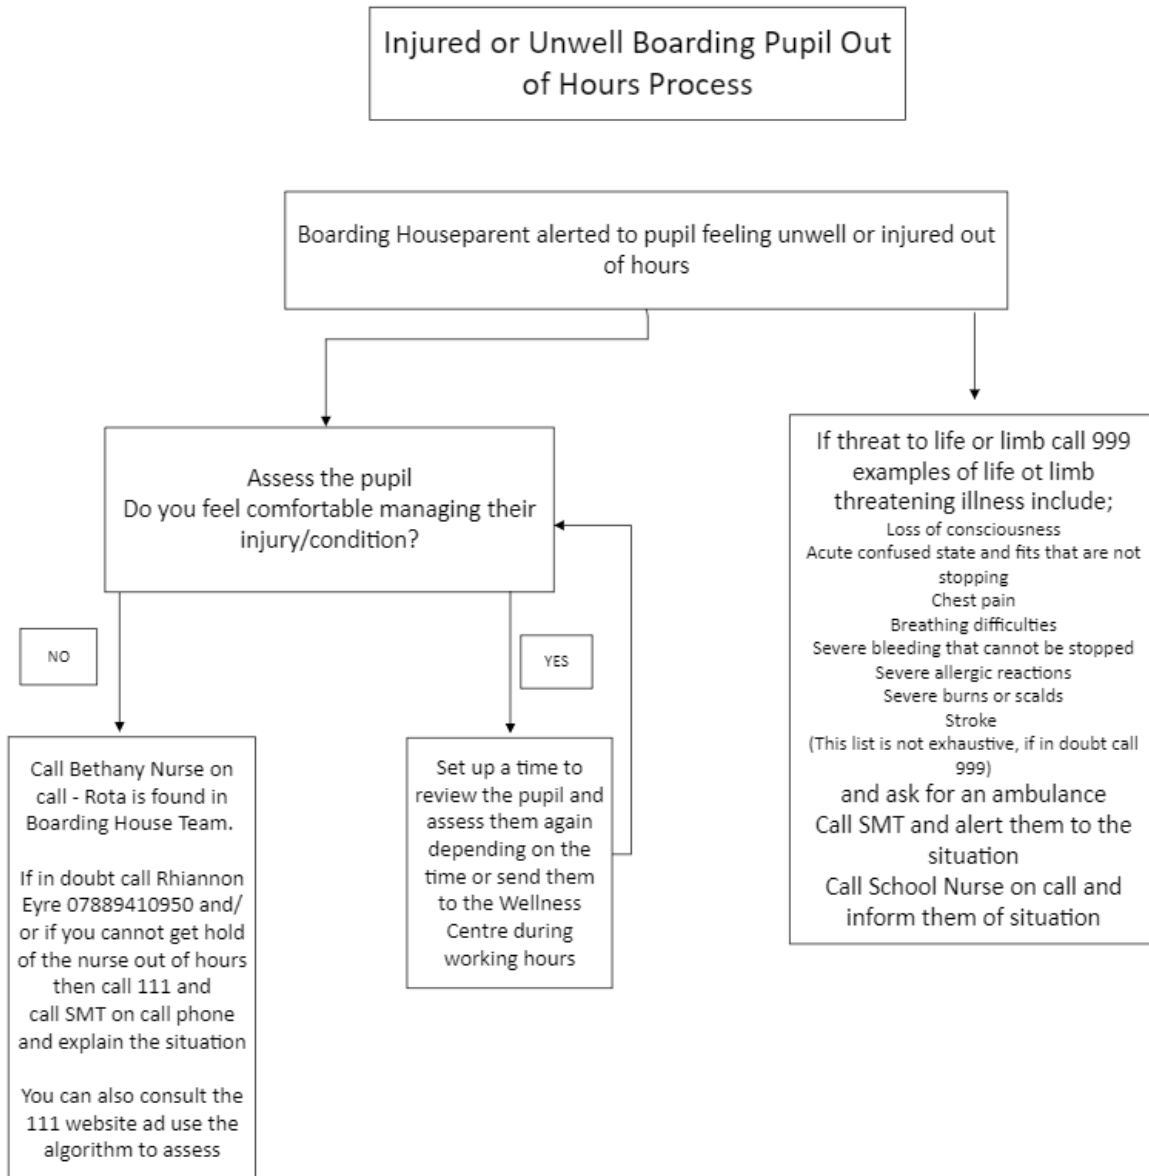 Injured or Unwell Boarding Pupil Out
of Hours Process
Boarding Houseparent alerted to pupil feeling unwell or injured out
of hours
Assess the pupil
Do you feel comfortable managing their
injury/condition?
NO
YES
Call Bethany Nurse on
call - Rota is found in
Boarding House Team.
If in doubt call Rhiannon
Eyre 07889410950 and/
or if you cannot get hold
of the nurse out of hours
then call 111 and
call SMT on call phone
and explain the situation
You can also consult the
111 website ad use the
algorithm to assess
Set up a time to
review the pupil and
assess them again
depending on the
time or send them
to the Wellness
Centre during
working hours
If threat to life or limb call 999
examples of life ot limb
threatening illness include;
Loss of consciousness
Acute confused state and fits that are not
stopping
Chest pain
Breathing difficulties
Severe bleeding that cannot be stopped
Severe allergic reactions
Severe burns or scalds
Stroke
(This list is not exhaustive, if in doubt call
999)
and ask for an ambulance
Call SMT and alert them to the
situation
Call School Nurse on call and
inform them of situation